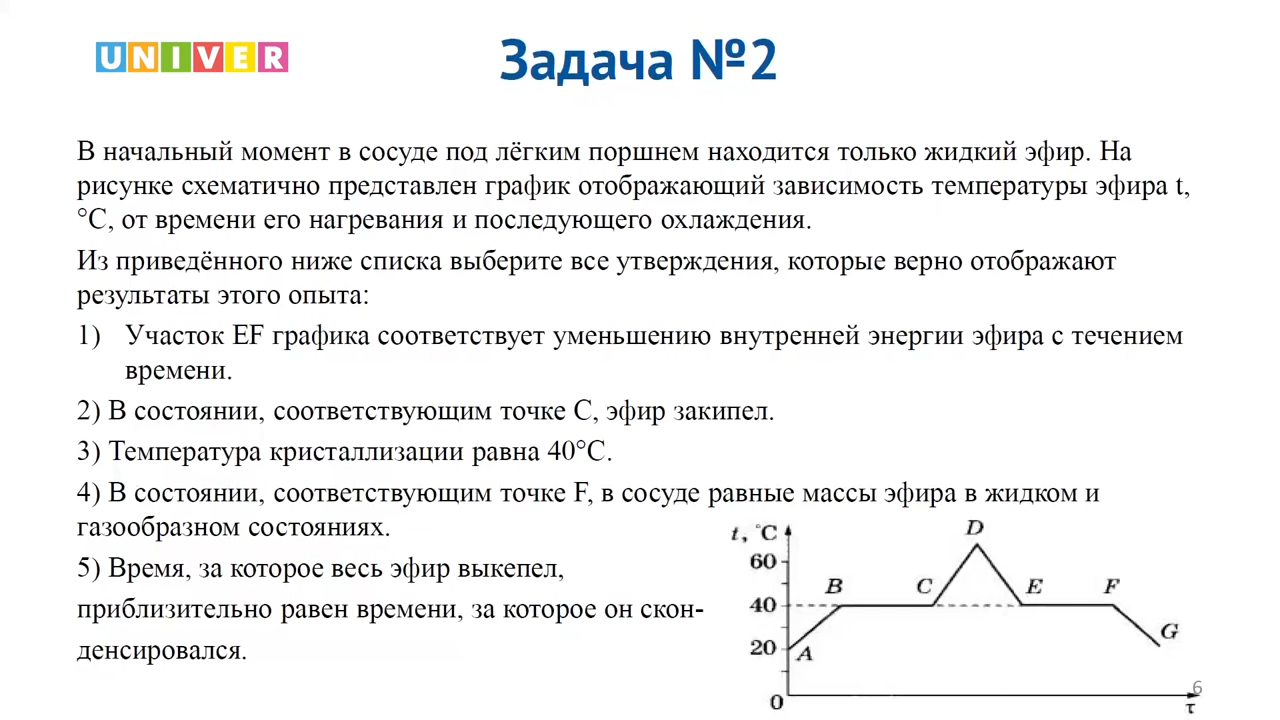 UNIVER
Задача №2
В начальный момент в сосуде под лёгким поршнем находится только жидкий эфир. На
рисунке схематично представлен график отображающий зависимость температуры эфира t,
°C, от времени его нагревания и последующего охлаждения.
Из приведённого ниже списка выберите все утверждения, которые верно отображают
результаты этого опыта:
1) Участок EF графика соответствует уменьшению внутренней энергии эфира с течением
времени.
2) В состоянии, соответствующим точке C, эфир закипел.
3) Температура кристаллизации равна 40°C.
4) В состоянии, соответствующим точке F, в сосуде равные массы эфира в жидком и
газообразном состояниях.
5) Время, за которое весь эфир выкепел,
приблизительно равен времени, за которое он скон-
денсировался.
t, °C
D
60
B C E F
40
G
20
A
0
τ
6